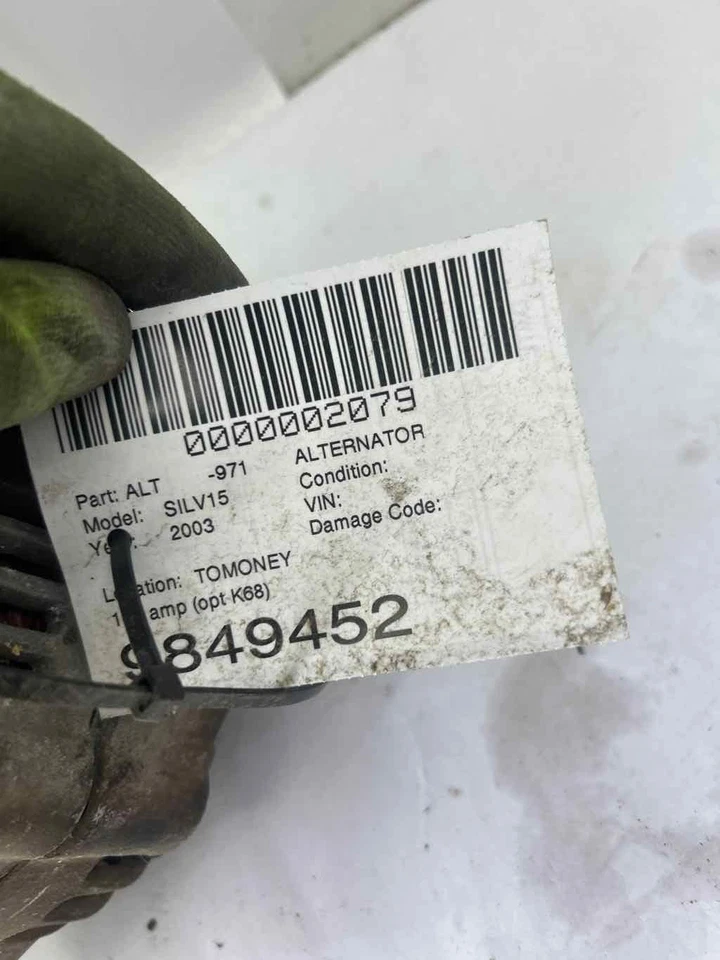 0000002079
Part: ALT -971 ALTERNATOR
Model: SILV15 Condition:
2003 VIN:
Damage Code:
TOMONEY
amp (opt K68)
9849452